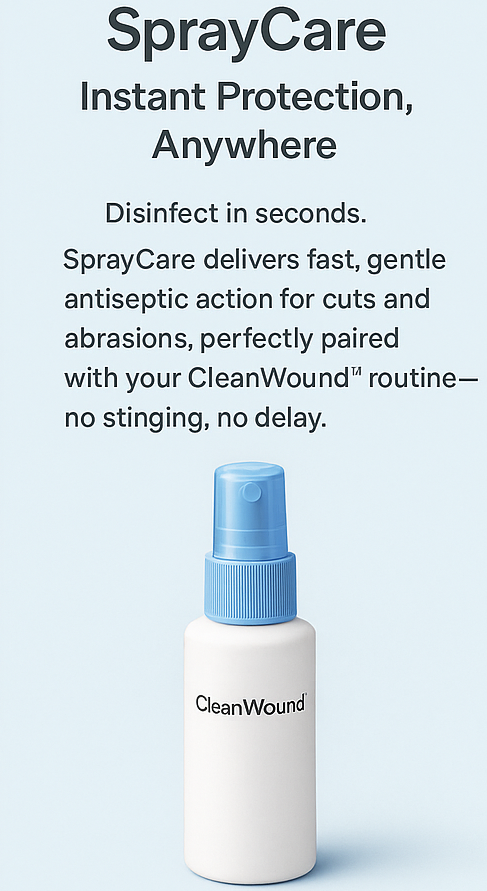 SprayCare
Instant Protection,
Anywhere
Disinfect in seconds.
SprayCare delivers fast, gentle
antiseptic action for cuts and
abrasions, perfectly paired
with your CleanWound™ routine—
no stinging, no delay.
CleanWound